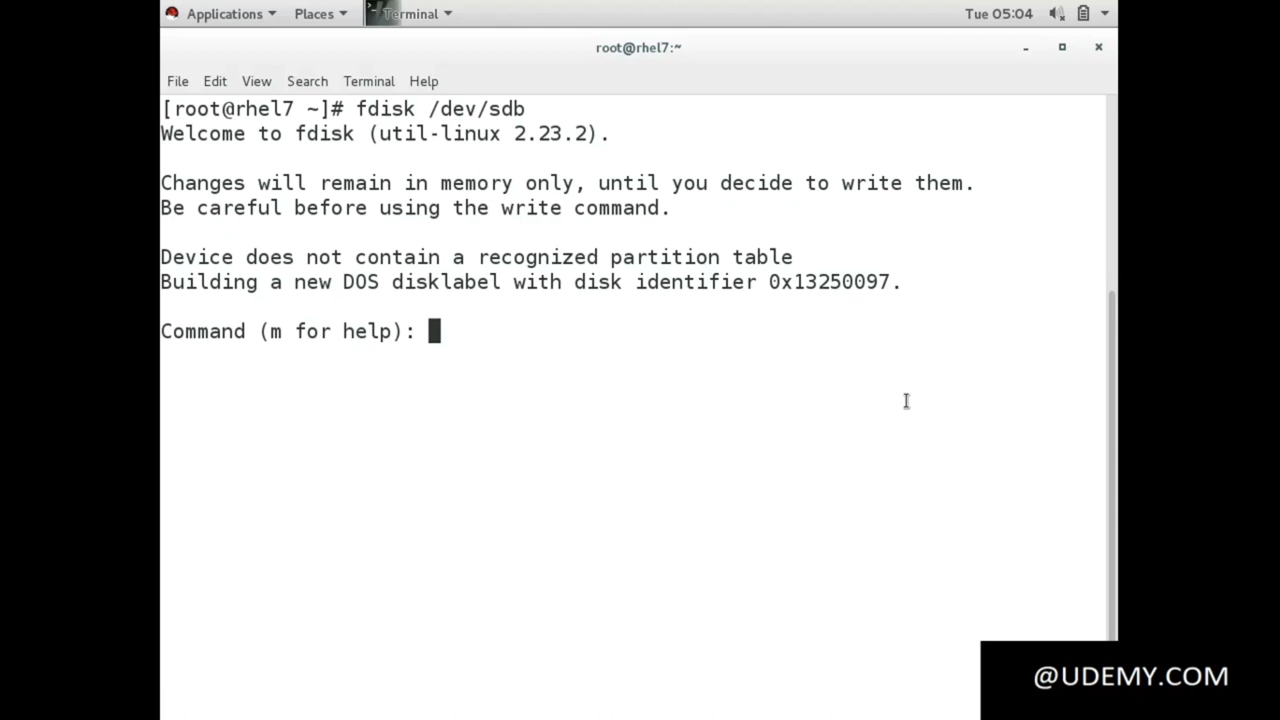 Applications Places Terminal Tue 05:04
root@rhel7:~
File Edit View Search Terminal Help
[root@rhel7 ~]# fdisk /dev/sdb
Welcome to fdisk (util-linux 2.23.2).
Changes will remain in memory only, until you decide to write them.
Be careful before using the write command.
Device does not contain a recognized partition table
Building a new DOS disklabel with disk identifier 0x13250097.
Command (m for help):
@UDEMY.COM